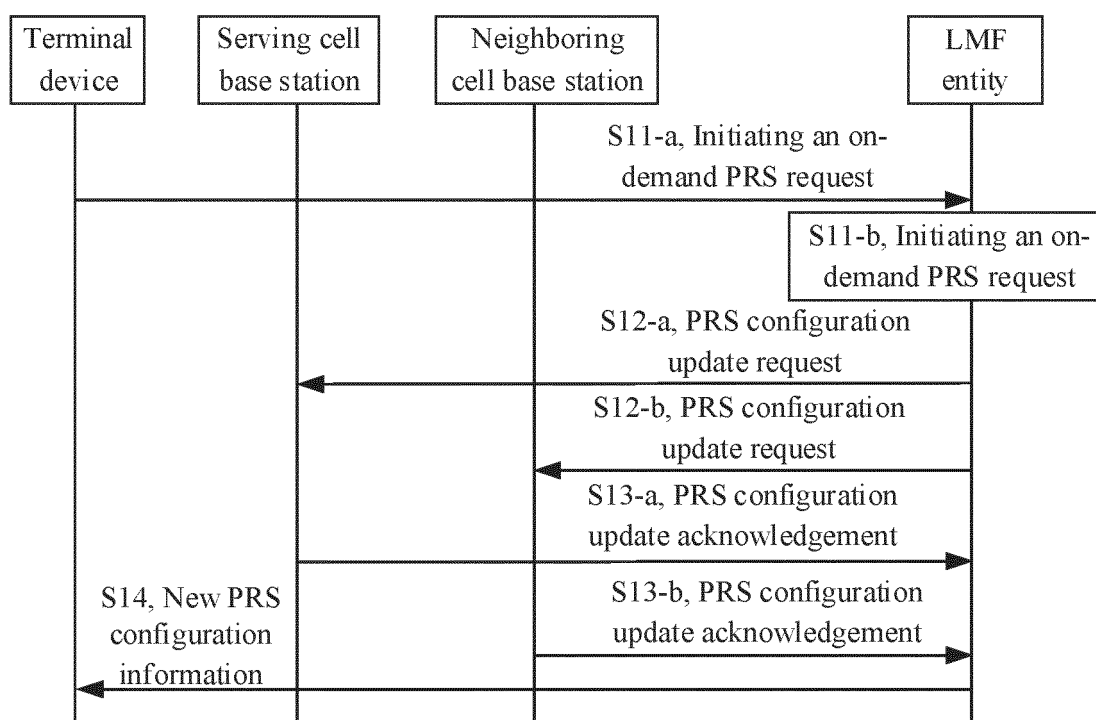 Terminal
device
Serving cell
base station
Neighboring
cell base station
LMF
entity
S11-a, Initiating an on-
demand PRS request
S11-b, Initiating an on-
demand PRS request
S12-a, PRS configuration
update request
S12-b, PRS configuration
update request
S13-a, PRS configuration
update acknowledgement
S13-b, PRS configuration
update acknowledgement
S14, New PRS
configuration
information